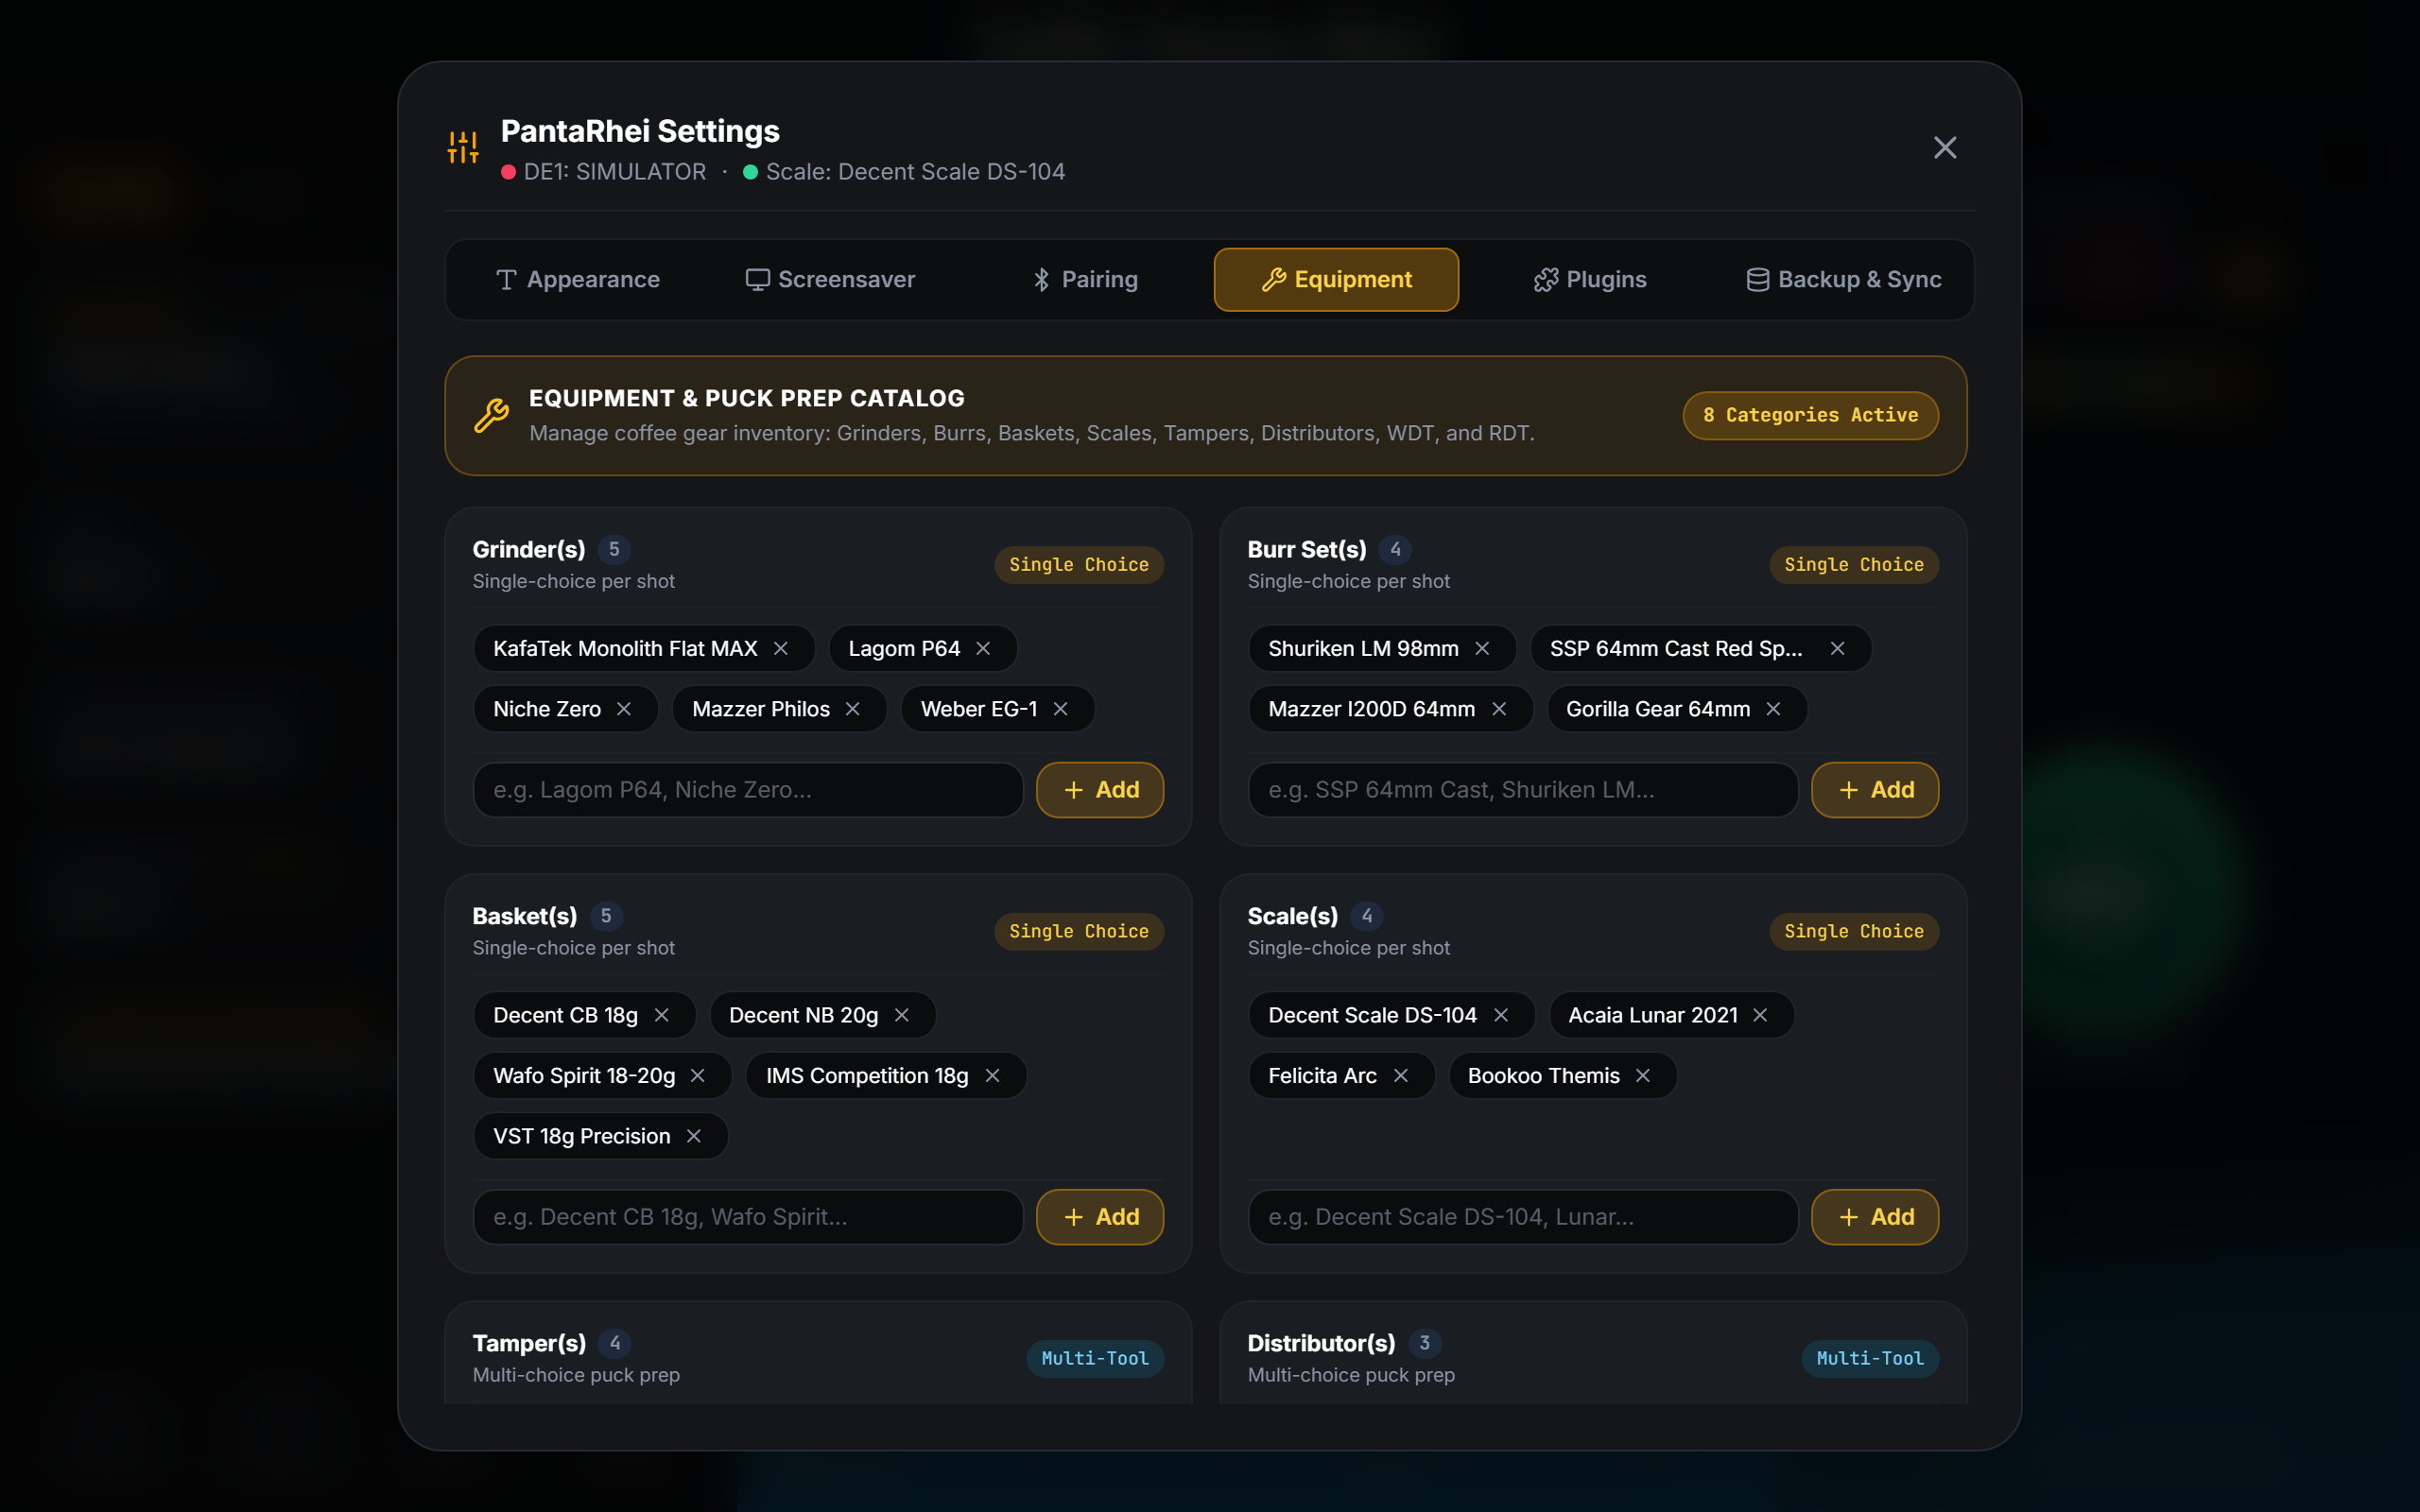 PantaRhei Settings
DE1: SIMULATOR · Scale: Decent Scale DS-104
Appearance Screensaver Pairing Equipment Plugins Backup & Sync
EQUIPMENT & PUCK PREP CATALOG
Manage coffee gear inventory: Grinders, Burrs, Baskets, Scales, Tampers, Distributors, WDT, and RDT.
8 Categories Active
Grinder(s) 5
Single-choice per shot
Single Choice
KafaTek Monolith Flat MAX Lagom P64
Niche Zero Mazzer Philos Weber EG-1
e.g. Lagom P64, Niche Zero...
+ Add
Burr Set(s) 4
Single-choice per shot
Single Choice
Shuriken LM 98mm SSP 64mm Cast Red Sp...
Mazzer I200D 64mm Gorilla Gear 64mm
e.g. SSP 64mm Cast, Shuriken LM...
+ Add
Basket(s) 5
Single-choice per shot
Single Choice
Decent CB 18g Decent NB 20g
Wafo Spirit 18-20g IMS Competition 18g
VST 18g Precision
e.g. Decent CB 18g, Wafo Spirit...
+ Add
Scale(s) 4
Single-choice per shot
Single Choice
Decent Scale DS-104 Acaia Lunar 2021
Felicita Arc Bookoo Themis
e.g. Decent Scale DS-104, Lunar...
+ Add
Tamper(s) 4
Multi-choice puck prep
Multi-Tool
Distributor(s) 3
Multi-choice puck prep
Multi-Tool